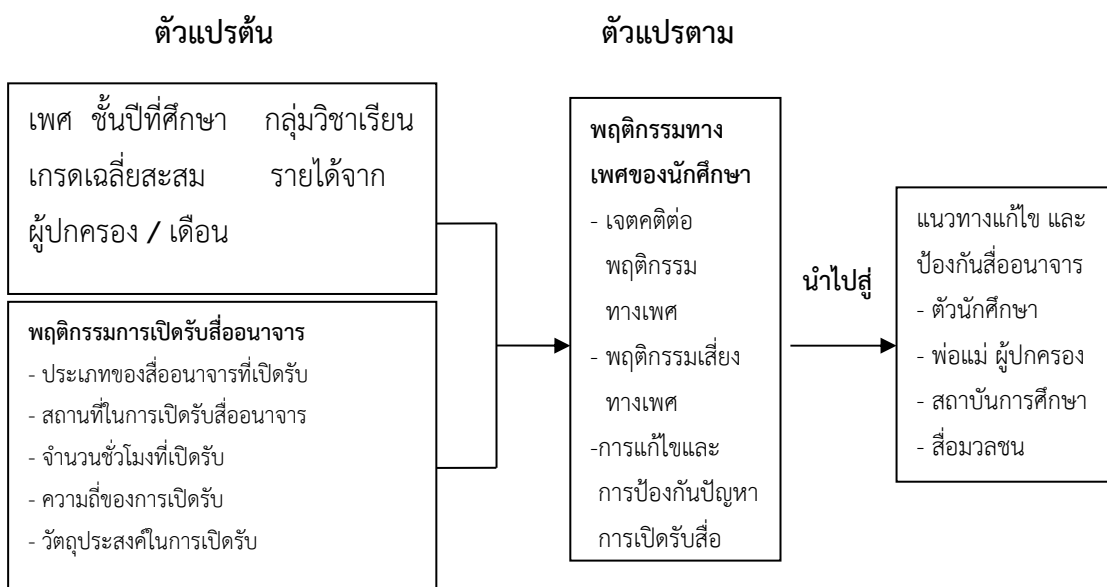 ตัวแปรต้น
ตัวแปรตาม
เพศ ชั้นปีที่ศึกษา กลุ่มวิชาเรียน
เกรดเฉลี่ยสะสม รายได้จาก
ผู้ปกครอง / เดือน
พฤติกรรมการเปิดรับสื่ออนาจาร
- ประเภทของสื่ออนาจารที่เปิดรับ
- สถานที่ในการเปิดรับสื่ออนาจาร
- จำนวนชั่วโมงที่เปิดรับ
- ความถี่ของการเปิดรับ
- วัตถุประสงค์ในการเปิดรับ
พฤติกรรมทาง
เพศของนักศึกษา
- เจตคติต่อ
พฤติกรรม
ทางเพศ
- พฤติกรรมเสี่ยง
ทางเพศ
-การแก้ไขและ
การป้องกันปัญหา
การเปิดรับสื่อ
นำไปสู่
แนวทางแก้ไข และ
ป้องกันสื่ออนาจาร
- ตัวนักศึกษา
- พ่อแม่ ผู้ปกครอง
- สถาบันการศึกษา
- สื่อมวลชน